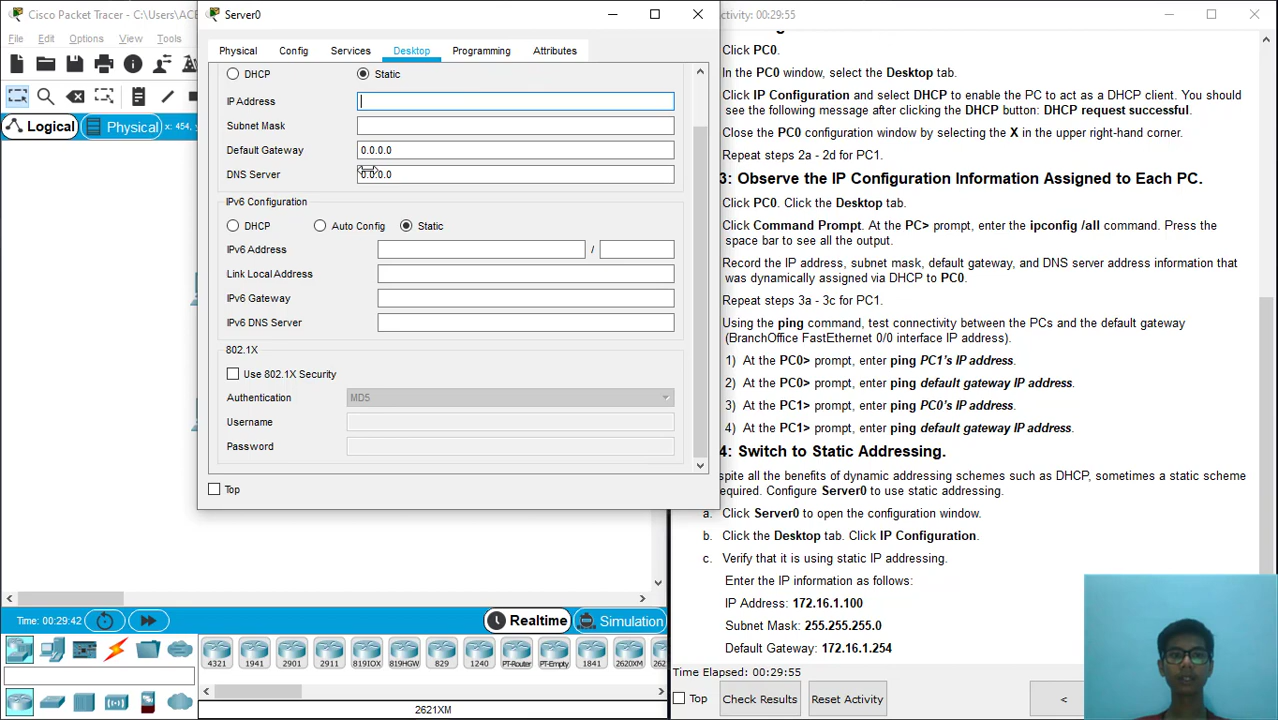 Cisco Packet Tracer - C:\Users\ACE
File Edit Options View Tools
Logical Physical x: 454,
Server0
Physical Config Services Desktop Programming Attributes
DHCP Static
IP Address
Subnet Mask
Default Gateway 0.0.0.0
DNS Server 0.0.0.0
IPv6 Configuration
DHCP Auto Config Static
IPv6 Address /
Link Local Address
IPv6 Gateway
IPv6 DNS Server
802.1X
Use 802.1X Security
Authentication MD5
Username
Password
Top
Time: 00:29:42 Realtime Simulation
4321 1941 2901 2911 819IOX 819HGW 829 1240 PT-Router PT-Empty 1841 2620XM 262
2621XM
Activity: 00:29:55
Click PC0.
In the PC0 window, select the Desktop tab.
Click IP Configuration and select DHCP to enable the PC to act as a DHCP client. You should
see the following message after clicking the DHCP button: DHCP request successful.
Close the PC0 configuration window by selecting the X in the upper right-hand corner.
Repeat steps 2a - 2d for PC1.
3: Observe the IP Configuration Information Assigned to Each PC.
Click PC0. Click the Desktop tab.
Click Command Prompt. At the PC> prompt, enter the ipconfig /all command. Press the
space bar to see all the output.
Record the IP address, subnet mask, default gateway, and DNS server address information that
was dynamically assigned via DHCP to PC0.
Repeat steps 3a - 3c for PC1.
Using the ping command, test connectivity between the PCs and the default gateway
(BranchOffice FastEthernet 0/0 interface IP address).
1) At the PC0> prompt, enter ping PC1's IP address.
2) At the PC0> prompt, enter ping default gateway IP address.
3) At the PC1> prompt, enter ping PC0's IP address.
4) At the PC1> prompt, enter ping default gateway IP address.
4: Switch to Static Addressing.
spite all the benefits of dynamic addressing schemes such as DHCP, sometimes a static scheme
equired. Configure Server0 to use static addressing.
a. Click Server0 to open the configuration window.
b. Click the Desktop tab. Click IP Configuration.
c. Verify that it is using static IP addressing.
Enter the IP information as follows:
IP Address: 172.16.1.100
Subnet Mask: 255.255.255.0
Default Gateway: 172.16.1.254
Time Elapsed: 00:29:55
Top Check Results Reset Activity <